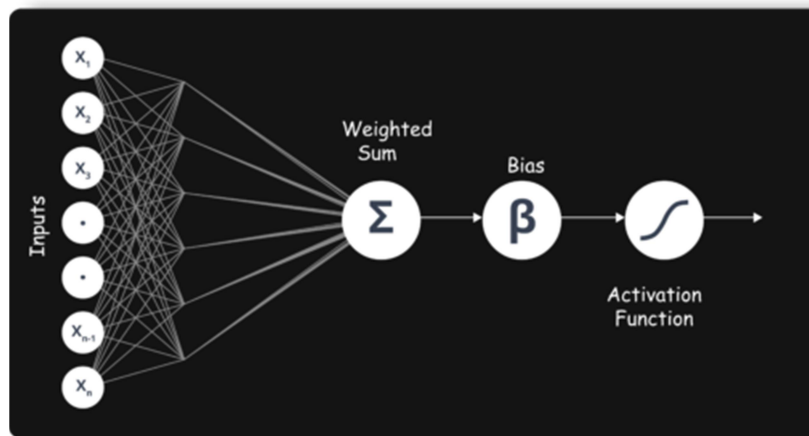 X₁
X₂
X₃
.
.
Xₙ₋₁
Xₙ
Inputs
Weighted
Sum
Σ
Bias
β
Activation
Function